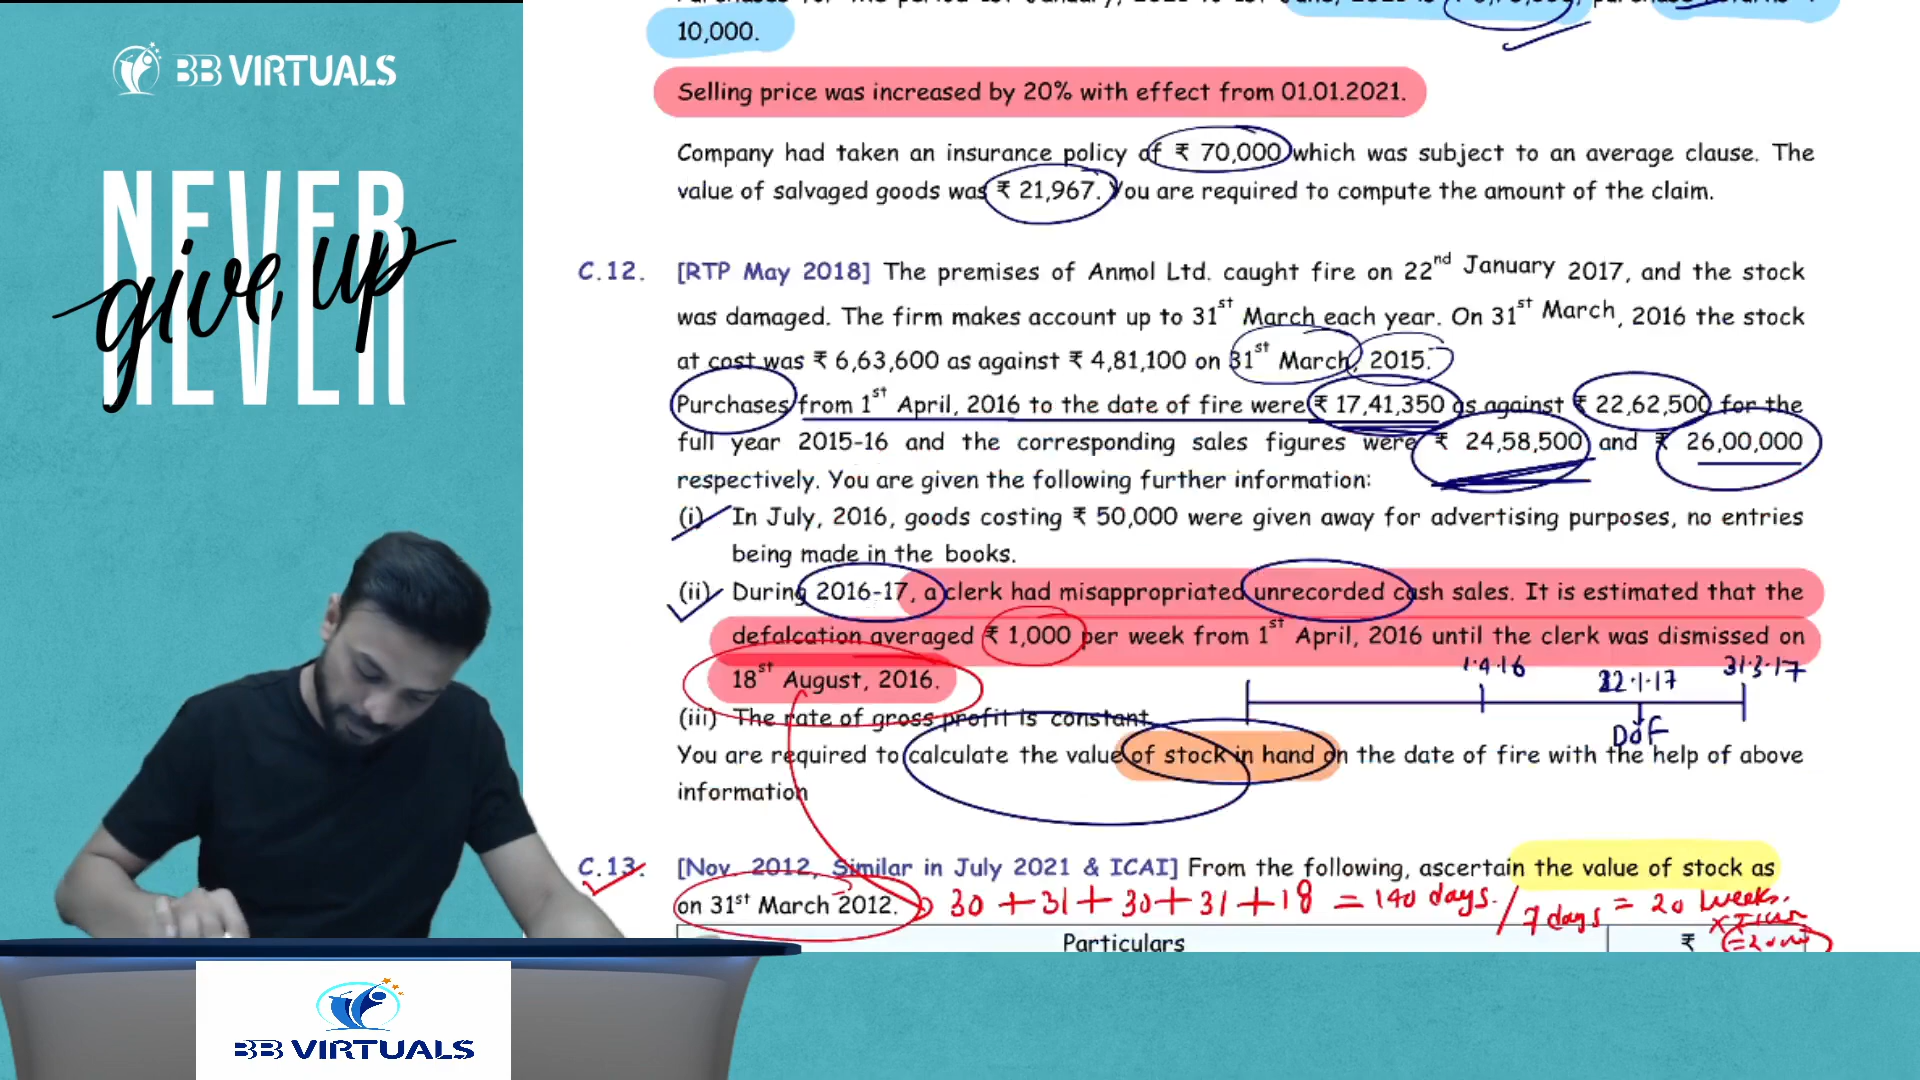 BB VIRTUALS
NEVER
give up
NEVER
10,000.
Selling price was increased by 20% with effect from 01.01.2021.
Company had taken an insurance policy of ₹ 70,000 which was subject to an average clause. The
value of salvaged goods was ₹ 21,967. You are required to compute the amount of the claim.
C.12. [RTP May 2018] The premises of Anmol Ltd. caught fire on 22nd January 2017, and the stock
was damaged. The firm makes account up to 31st March each year. On 31st March, 2016 the stock
at cost was ₹ 6,63,600 as against ₹ 4,81,100 on 31st March, 2015.
Purchases from 1st April, 2016 to the date of fire were ₹ 17,41,350 as against ₹ 22,62,500 for the
full year 2015-16 and the corresponding sales figures were ₹ 24,58,500 and ₹ 26,00,000
respectively. You are given the following further information:
(i) In July, 2016, goods costing ₹ 50,000 were given away for advertising purposes, no entries
being made in the books.
(ii) During 2016-17, a clerk had misappropriated unrecorded cash sales. It is estimated that the
defalcation averaged ₹ 1,000 per week from 1st April, 2016 until the clerk was dismissed on
18st August, 2016.
1.4.16 22.1.17 31.3.17
(iii) The rate of gross profit is constant.
DOF
You are required to calculate the value of stock in hand on the date of fire with the help of above
information
C.13. [Nov. 2012, Similar in July 2021 & ICAI] From the following, ascertain the value of stock as
on 31st March 2012.
30 + 31 + 30 + 31 + 18 = 140 days. / 7 days = 20 weeks.
Particulars ₹
BB VIRTUALS